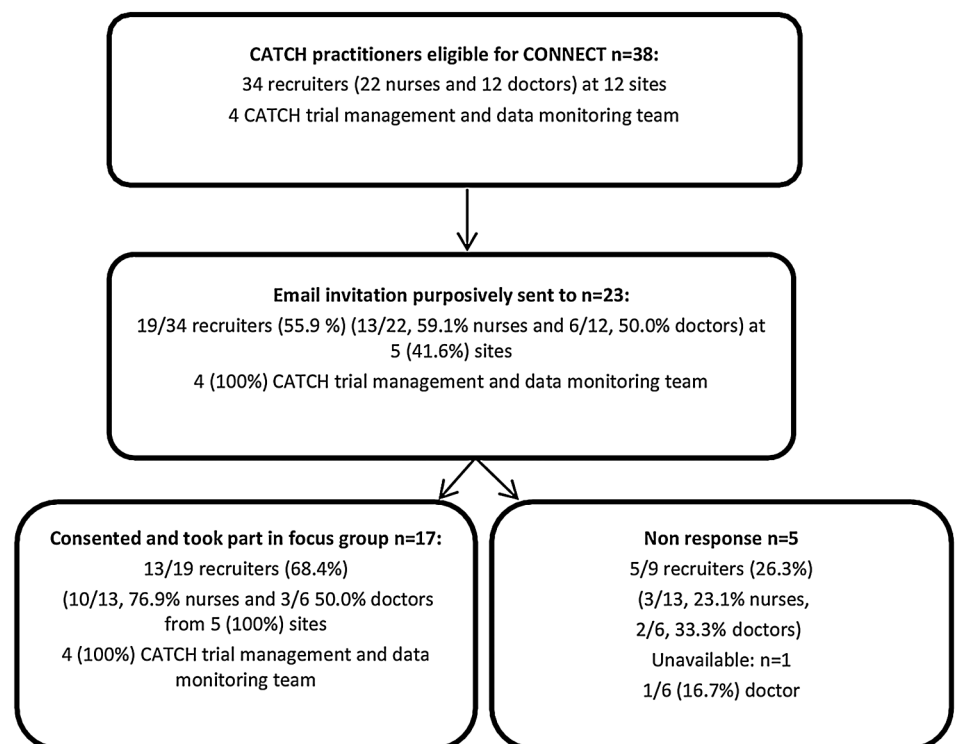 CATCH practitioners eligible for CONNECT n=38:
34 recruiters (22 nurses and 12 doctors) at 12 sites
4 CATCH trial management and data monitoring team
Email invitation purposively sent to n=23:
19/34 recruiters (55.9 %) (13/22, 59.1% nurses and 6/12, 50.0% doctors) at
5 (41.6%) sites
4 (100%) CATCH trial management and data monitoring team
Consented and took part in focus group n=17:
13/19 recruiters (68.4%)
(10/13, 76.9% nurses and 3/6 50.0% doctors
from 5 (100%) sites
4 (100%) CATCH trial management and data
monitoring team
Non response n=5
5/9 recruiters (26.3%)
(3/13, 23.1% nurses,
2/6, 33.3% doctors)
Unavailable: n=1
1/6 (16.7%) doctor